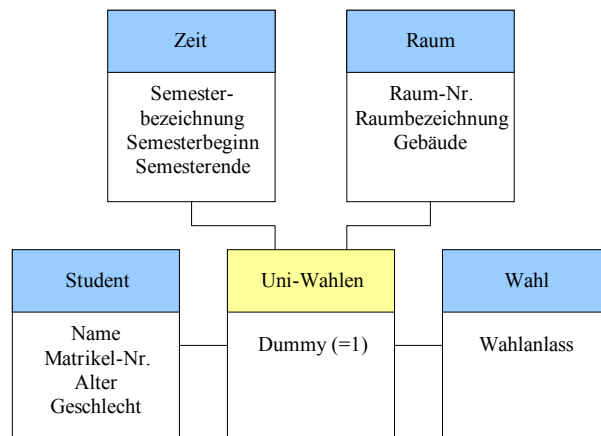 Zeit
Semester-
bezeichnung
Semesterbeginn
Semesterende
Raum
Raum-Nr.
Raumbezeichnung
Gebäude
Student
Name
Matrikel-Nr.
Alter
Geschlecht
Uni-Wahlen
Dummy (=1)
Wahl
Wahlanlass